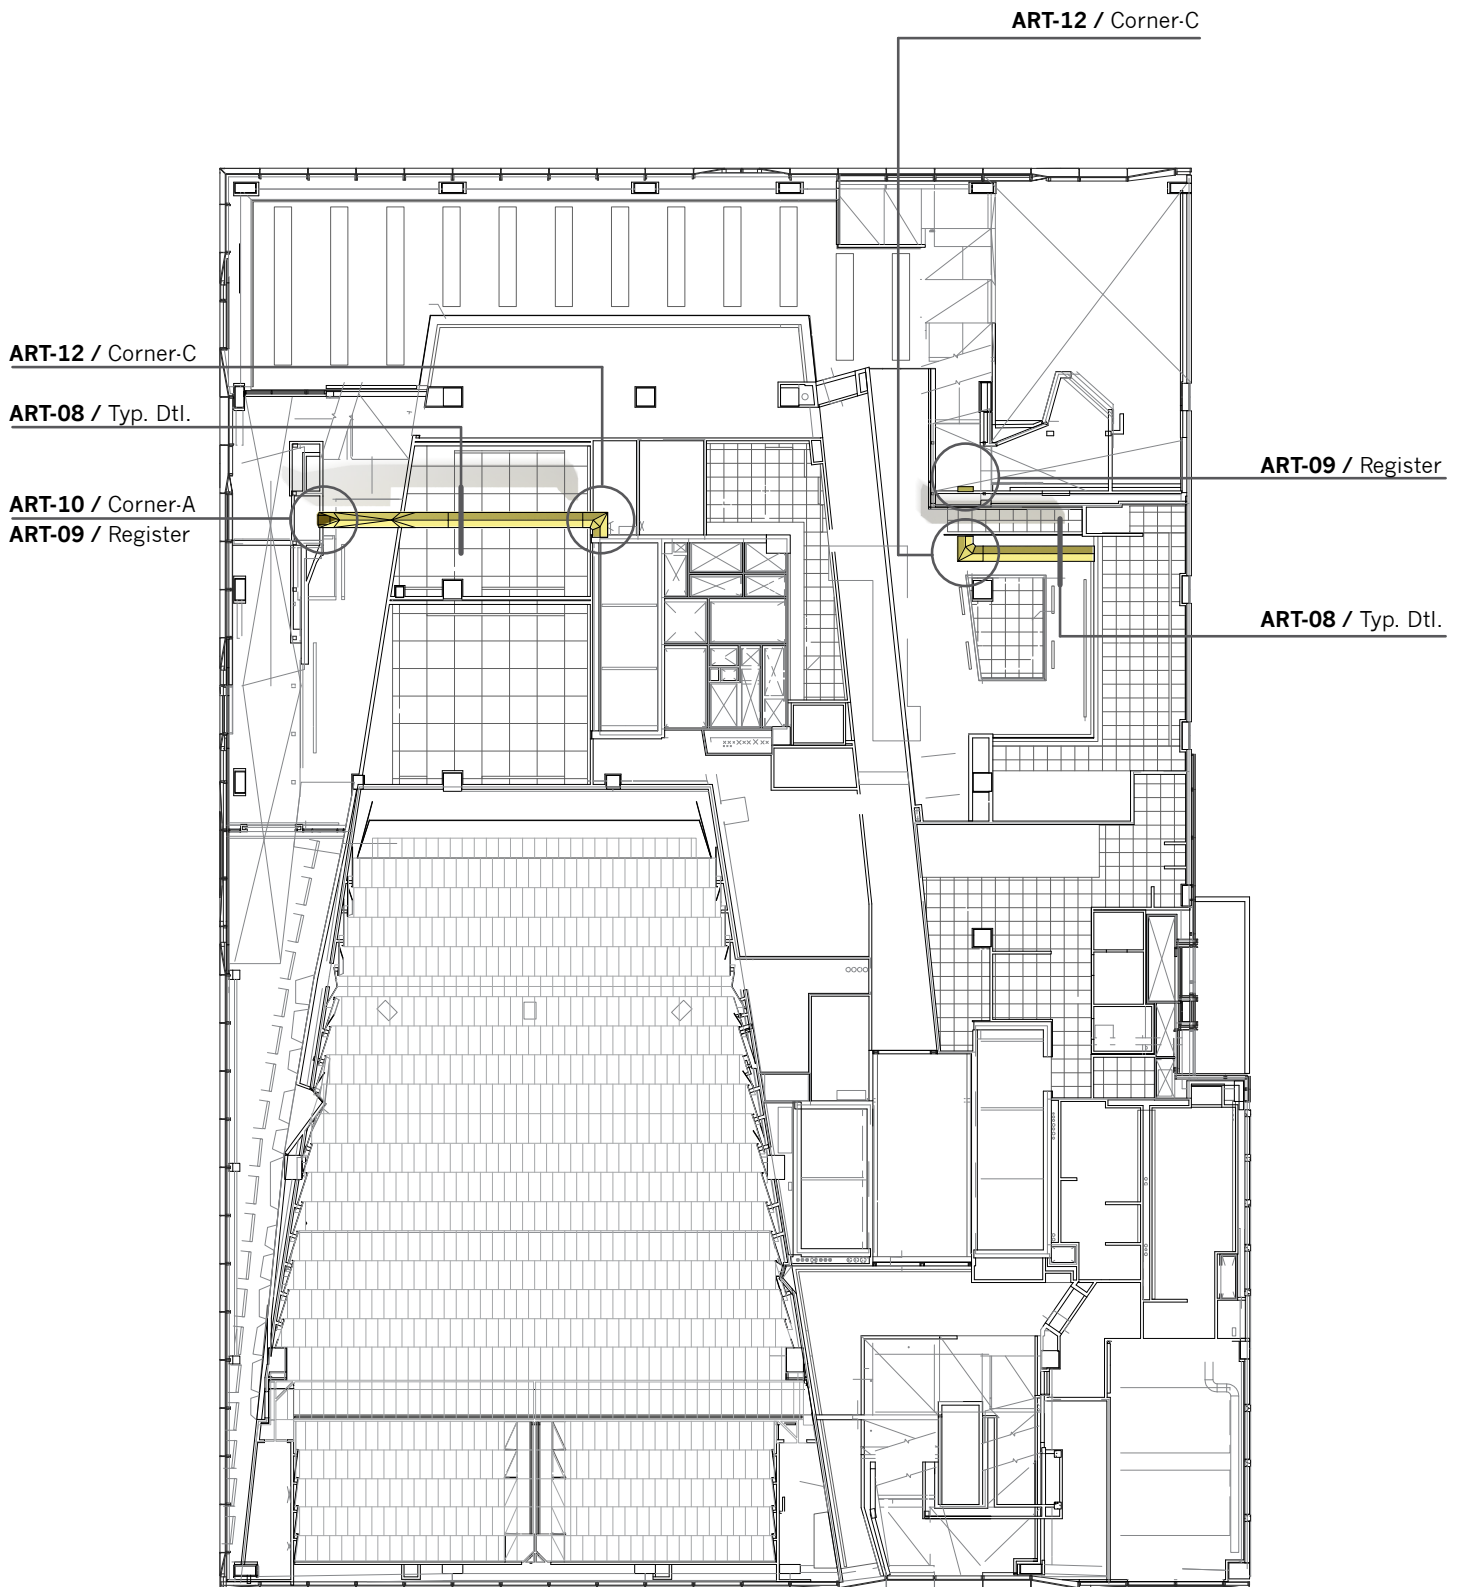 ART-12 / Corner-C
ART-12 / Corner-C
ART-08 / Typ. Dtl.
ART-10 / Corner-A
ART-09 / Register
ART-09 / Register
ART-08 / Typ. Dtl.